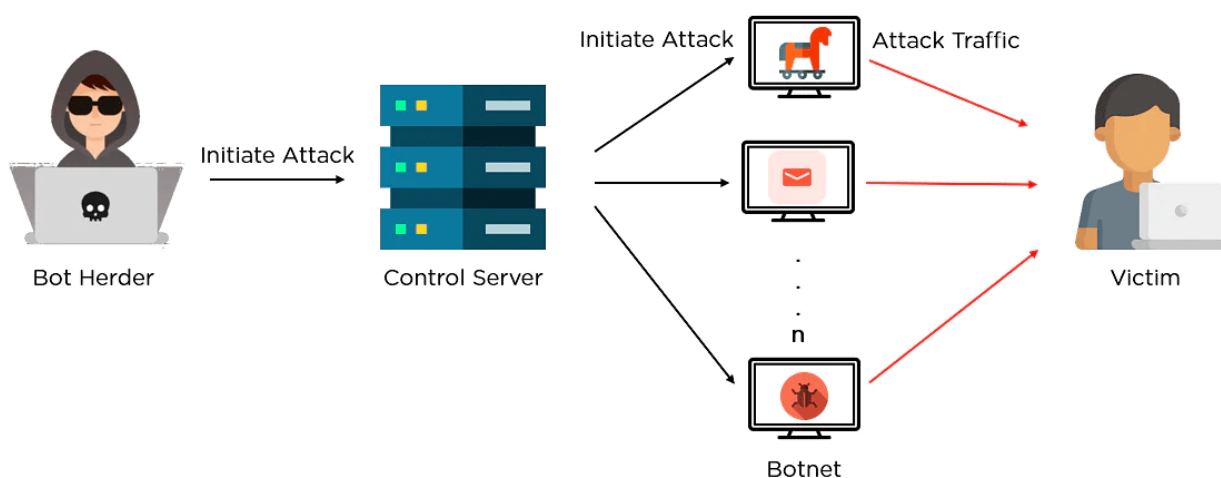 Initiate Attack
Attack Traffic
Initiate Attack
Bot Herder
Control Server
Victim
.
.
.
n
Botnet